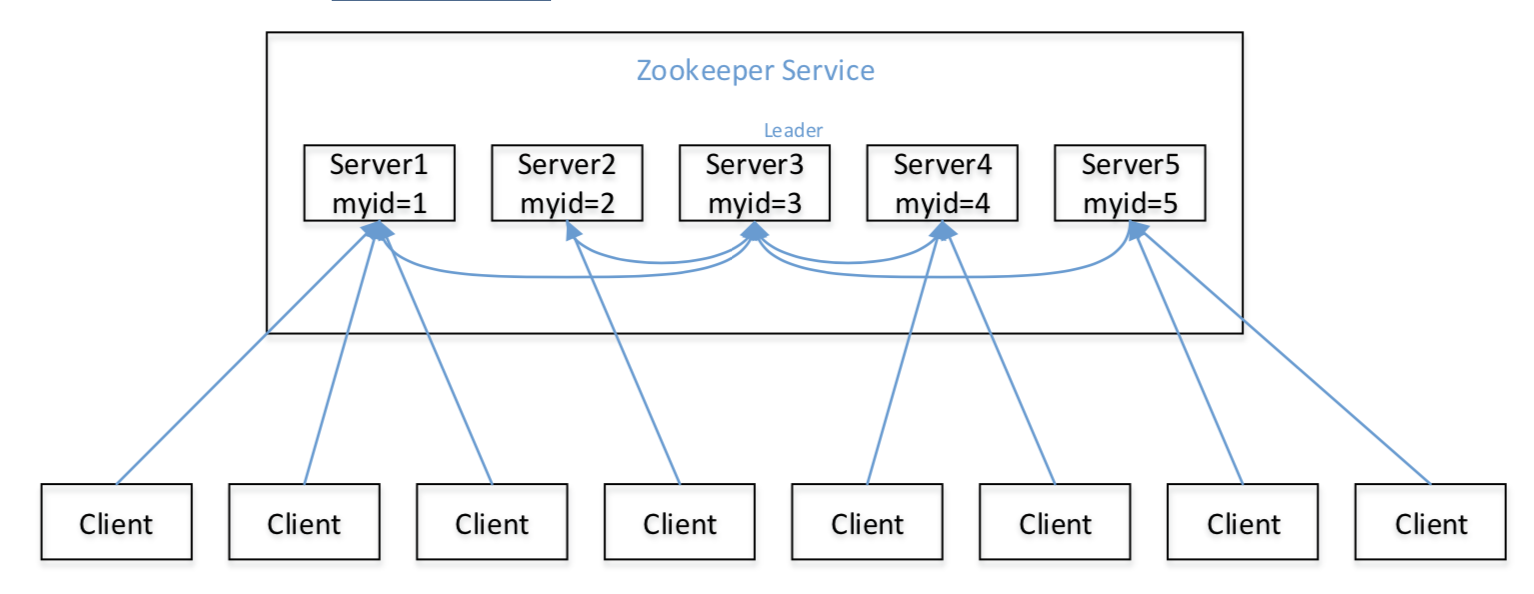 Zookeeper Service
Leader
Server1
myid=1
Server2
myid=2
Server3
myid=3
Server4
myid=4
Server5
myid=5
Client
Client
Client
Client
Client
Client
Client
Client